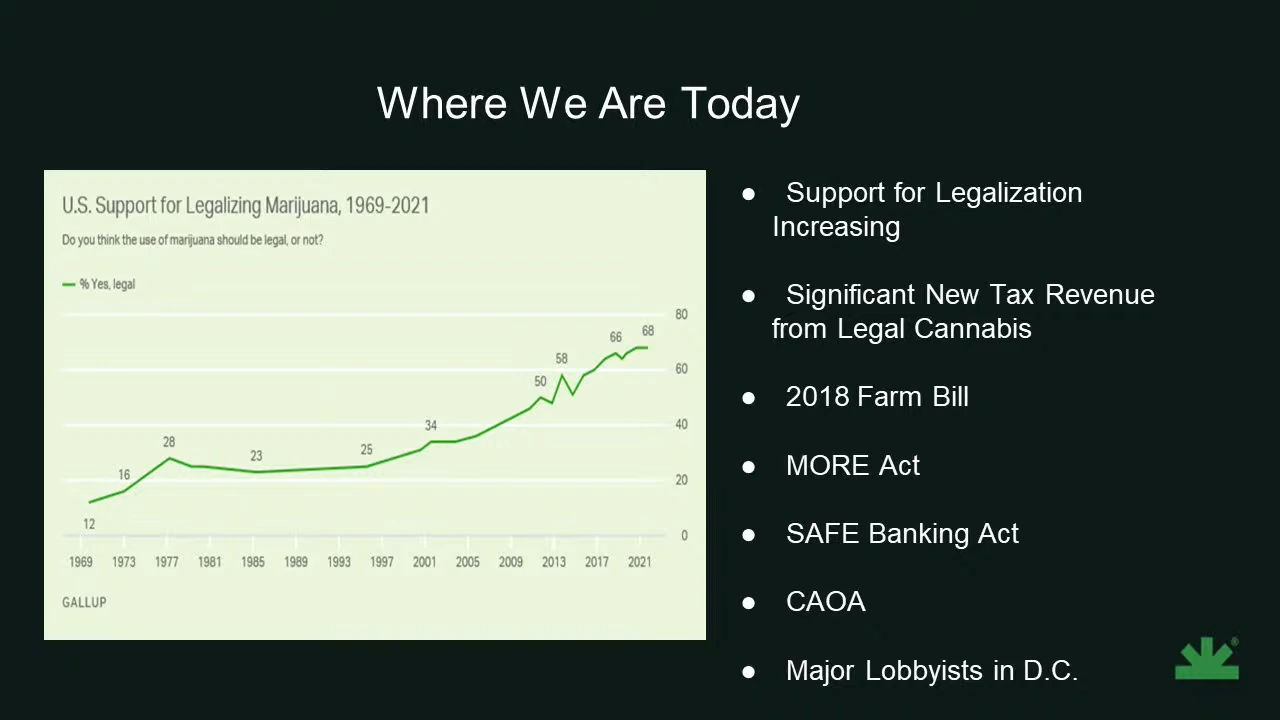 Where We Are Today
U.S. Support for Legalizing Marijuana, 1969-2021
Do you think the use of marijuana should be legal, or not?
% Yes, legal
80
60
40
20
0
12
16
28
23
25
34
50
58
66
68
1969 1973 1977 1981 1985 1989 1993 1997 2001 2005 2009 2013 2017 2021
GALLUP
● Support for Legalization
Increasing
● Significant New Tax Revenue
from Legal Cannabis
● 2018 Farm Bill
● MORE Act
● SAFE Banking Act
● CAOA
● Major Lobbyists in D.C.
®